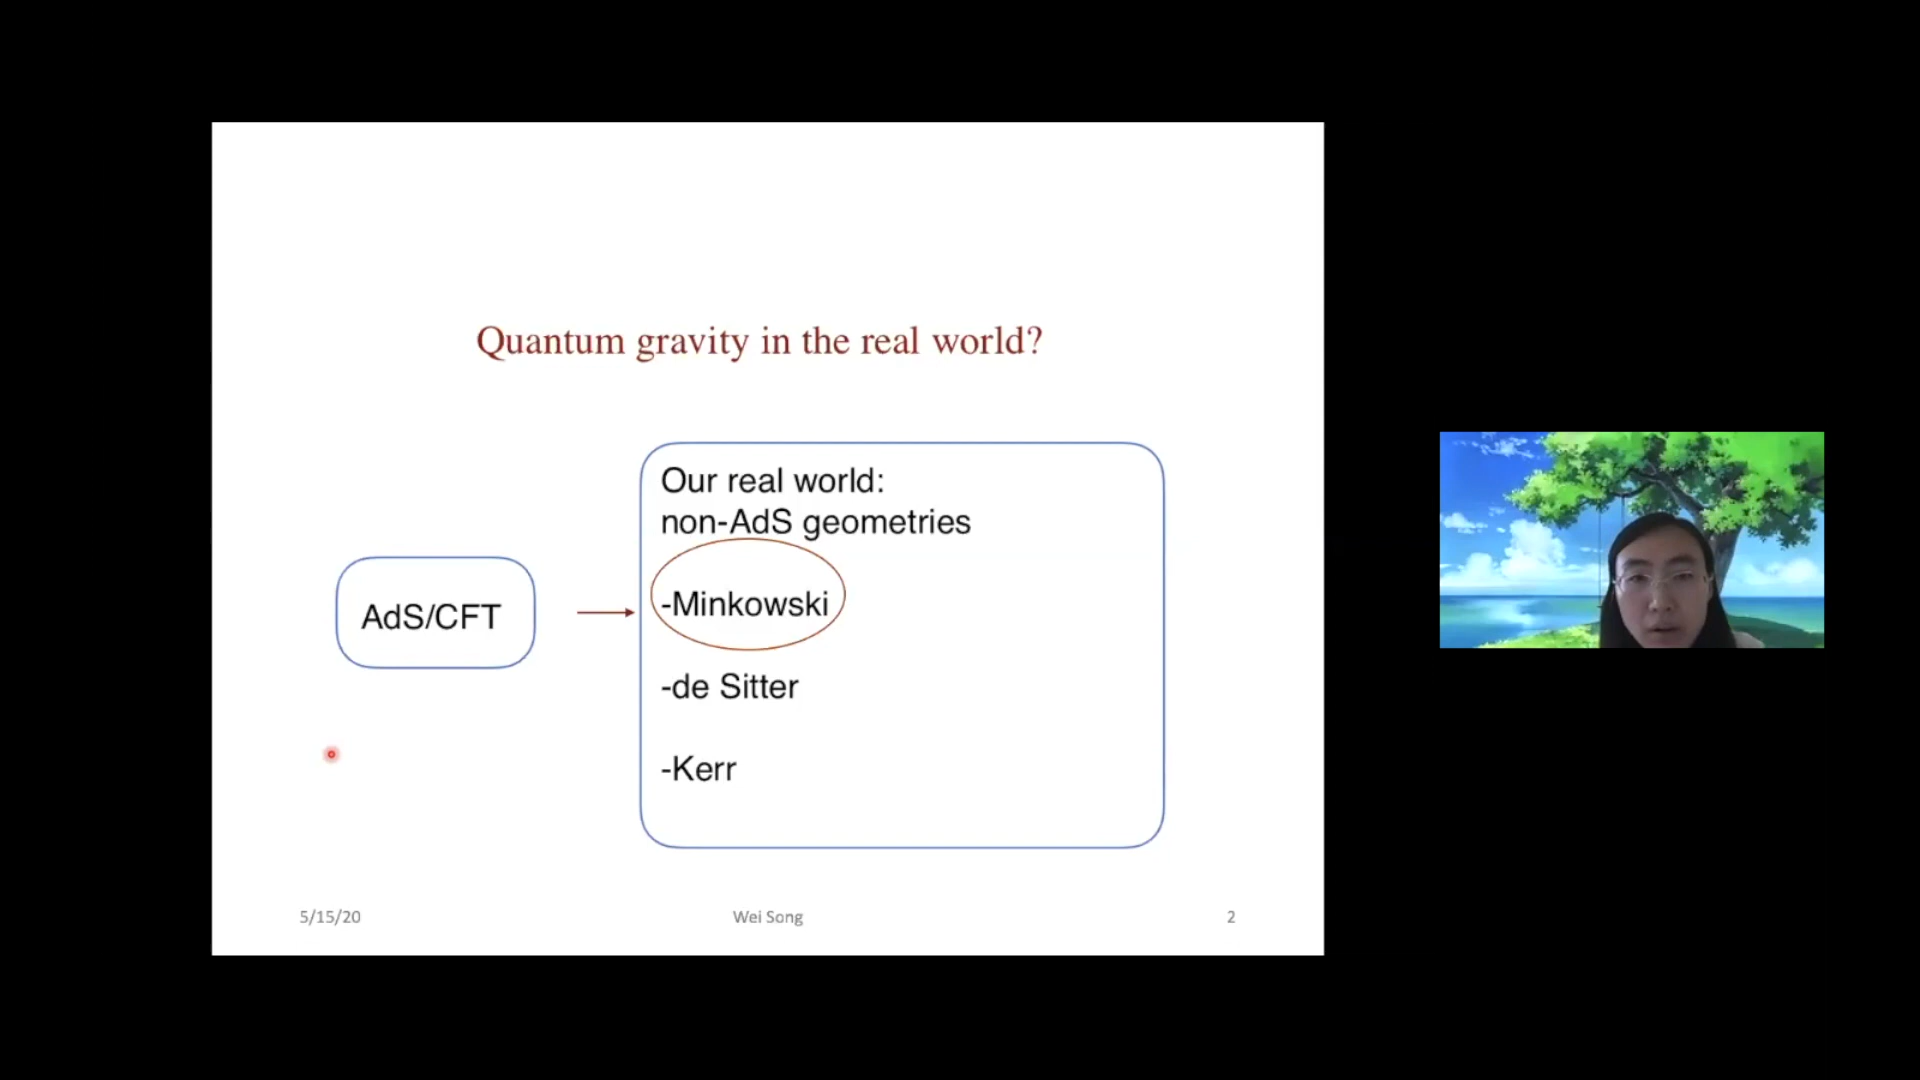 Quantum gravity in the real world?
AdS/CFT
Our real world:
non-AdS geometries
-Minkowski
-de Sitter
-Kerr
5/15/20
Wei Song
2